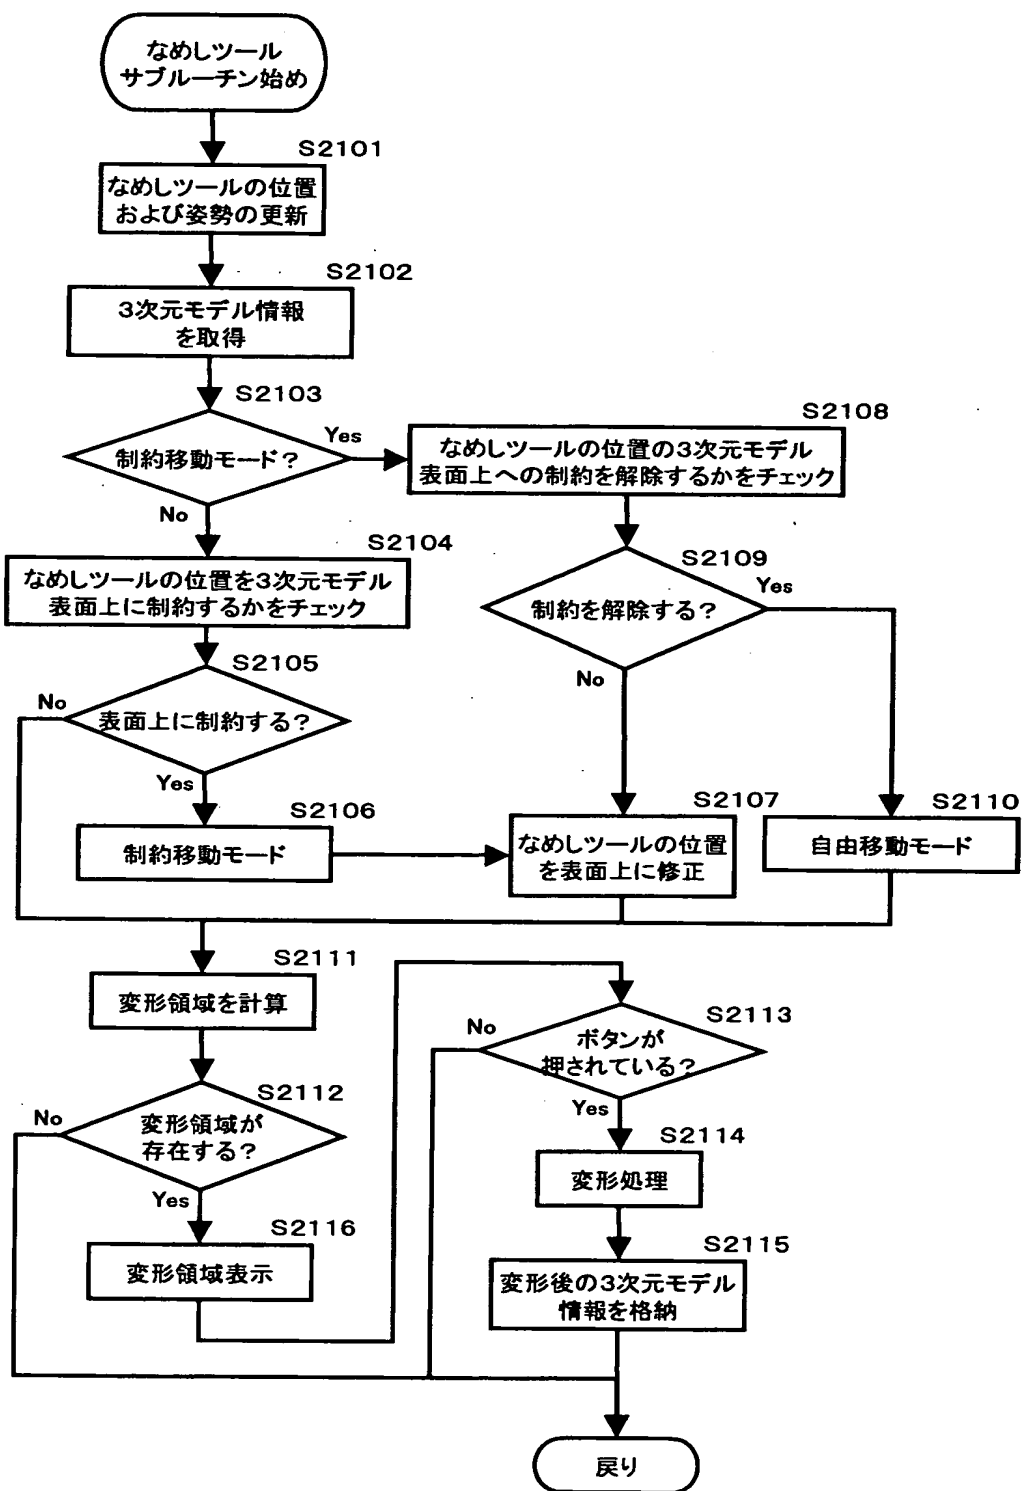 なめしツール
サブルーチン始め
S2101
なめしツールの位置
および姿勢の更新
S2102
3次元モデル情報
を取得
S2103
制約移動モード？
Yes
No
S2108
なめしツールの位置の3次元モデル
表面上への制約を解除するかをチェック
S2104
なめしツールの位置を3次元モデル
表面上に制約するかをチェック
S2109
制約を解除する？
Yes
No
S2105
表面上に制約する？
No
Yes
S2106
制約移動モード
S2107
なめしツールの位置
を表面上に修正
S2110
自由移動モード
S2111
変形領域を計算
S2112
変形領域が
存在する？
No
Yes
S2116
変形領域表示
S2113
ボタンが
押されている？
No
Yes
S2114
変形処理
S2115
変形後の3次元モデル
情報を格納
戻り